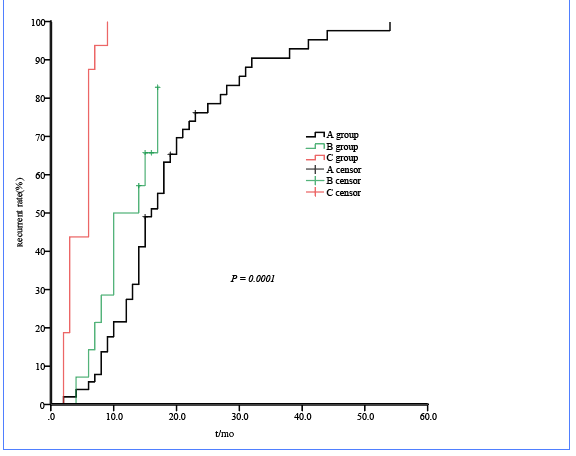 Recurrent rate(%)
100
90
80
70
60
50
40
30
20
10
0
.0
10.0
20.0
30.0
40.0
50.0
60.0
t/mo
A group
B group
C group
A censor
B censor
C censor
P = 0.0001